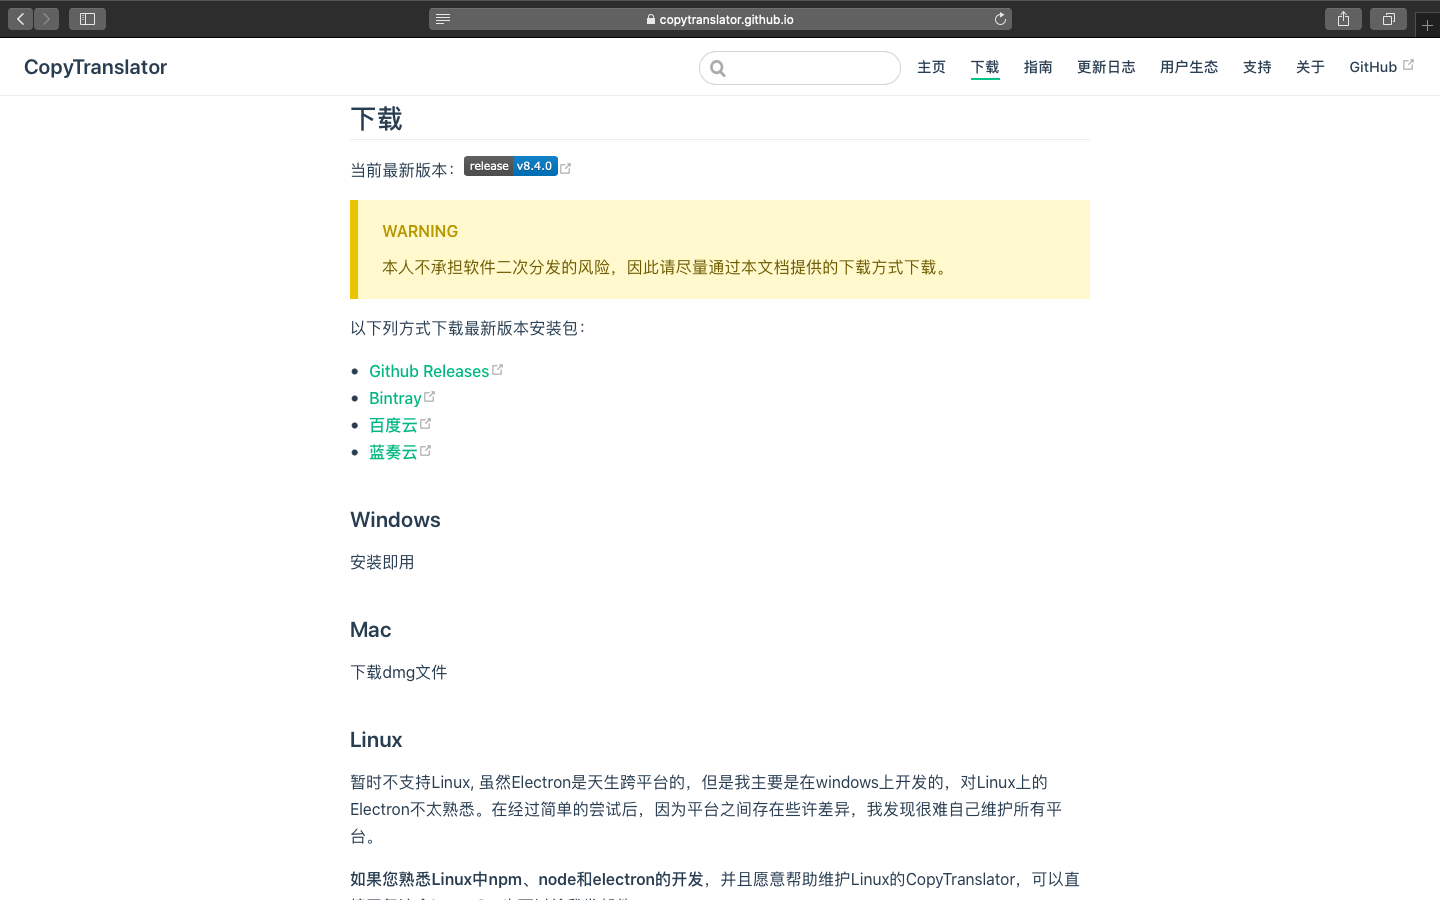 copytranslator.github.io
CopyTranslator
主页 下载 指南 更新日志 用户生态 支持 关于 GitHub
下载
当前最新版本： release v8.4.0
WARNING
本人不承担软件二次分发的风险，因此请尽量通过本文档提供的下载方式下载。
以下列方式下载最新版本安装包：
Github Releases
Bintray
百度云
蓝奏云
Windows
安装即用
Mac
下载dmg文件
Linux
暂时不支持Linux, 虽然Electron是天生跨平台的，但是我主要是在windows上开发的，对Linux上的
Electron不太熟悉。在经过简单的尝试后，因为平台之间存在些许差异，我发现很难自己维护所有平
台。
如果您熟悉Linux中npm、node和electron的开发，并且愿意帮助维护Linux的CopyTranslator，可以直